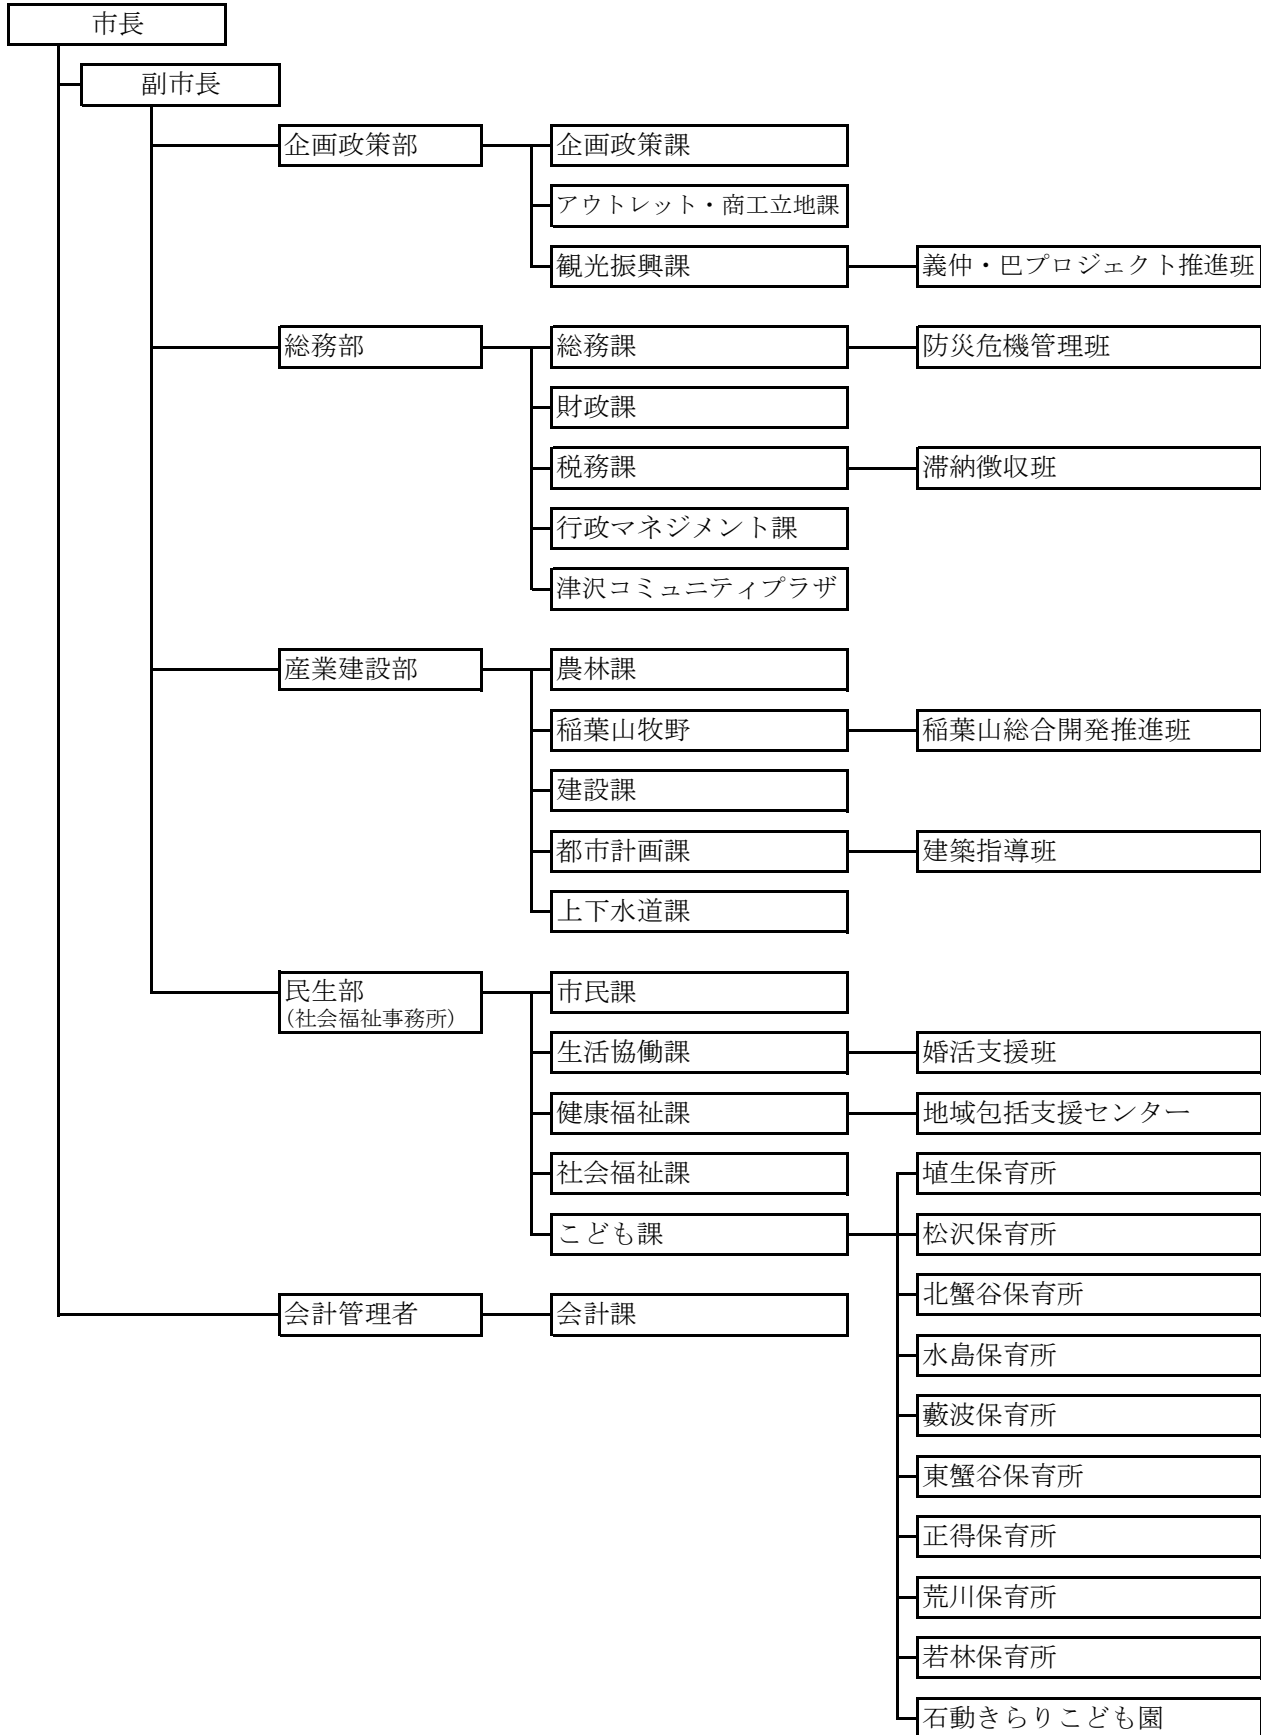 市長
副市長
企画政策部
企画政策課
アウトレット・商工立地課
観光振興課
義仲・巴プロジェクト推進班
総務部
総務課
防災危機管理班
財政課
税務課
滞納徴収班
行政マネジメント課
津沢コミュニティプラザ
産業建設部
農林課
稲葉山牧野
稲葉山総合開発推進班
建設課
都市計画課
建築指導班
上下水道課
民生部
(社会福祉事務所)
市民課
生活協働課
婚活支援班
健康福祉課
地域包括支援センター
社会福祉課
こども課
埴生保育所
松沢保育所
北蟹谷保育所
水島保育所
藪波保育所
東蟹谷保育所
正得保育所
荒川保育所
若林保育所
石動きらりこども園
会計管理者
会計課